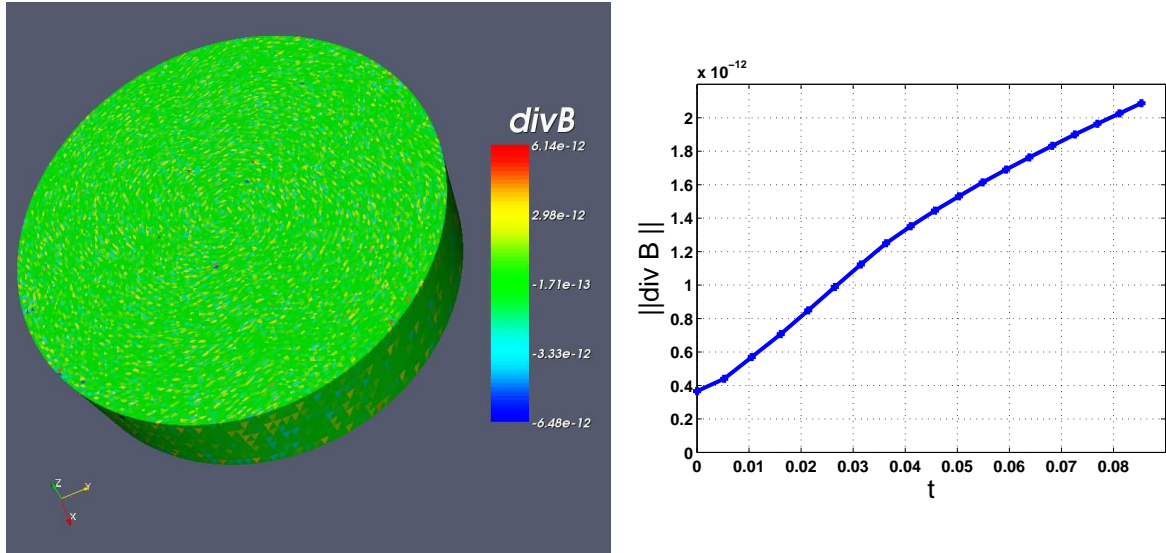 divB
6.14e-12
2.98e-12
-1.71e-13
-3.33e-12
-6.48e-12
Z
Y
X
x 10⁻¹²
2
1.8
1.6
1.4
1.2
1
0.8
0.6
0.4
0.2
0
||div B ||
0 0.01 0.02 0.03 0.04 0.05 0.06 0.07 0.08
t